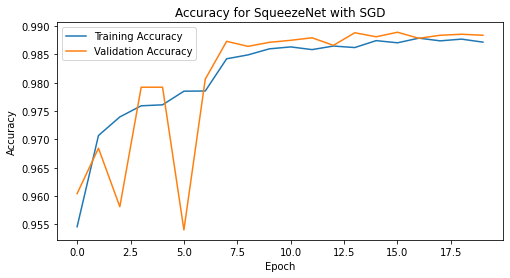 Accuracy for SqueezeNet with SGD
Training Accuracy
Validation Accuracy
0.990
0.985
0.980
0.975
0.970
0.965
0.960
0.955
Accuracy
0.0 2.5 5.0 7.5 10.0 12.5 15.0 17.5
Epoch